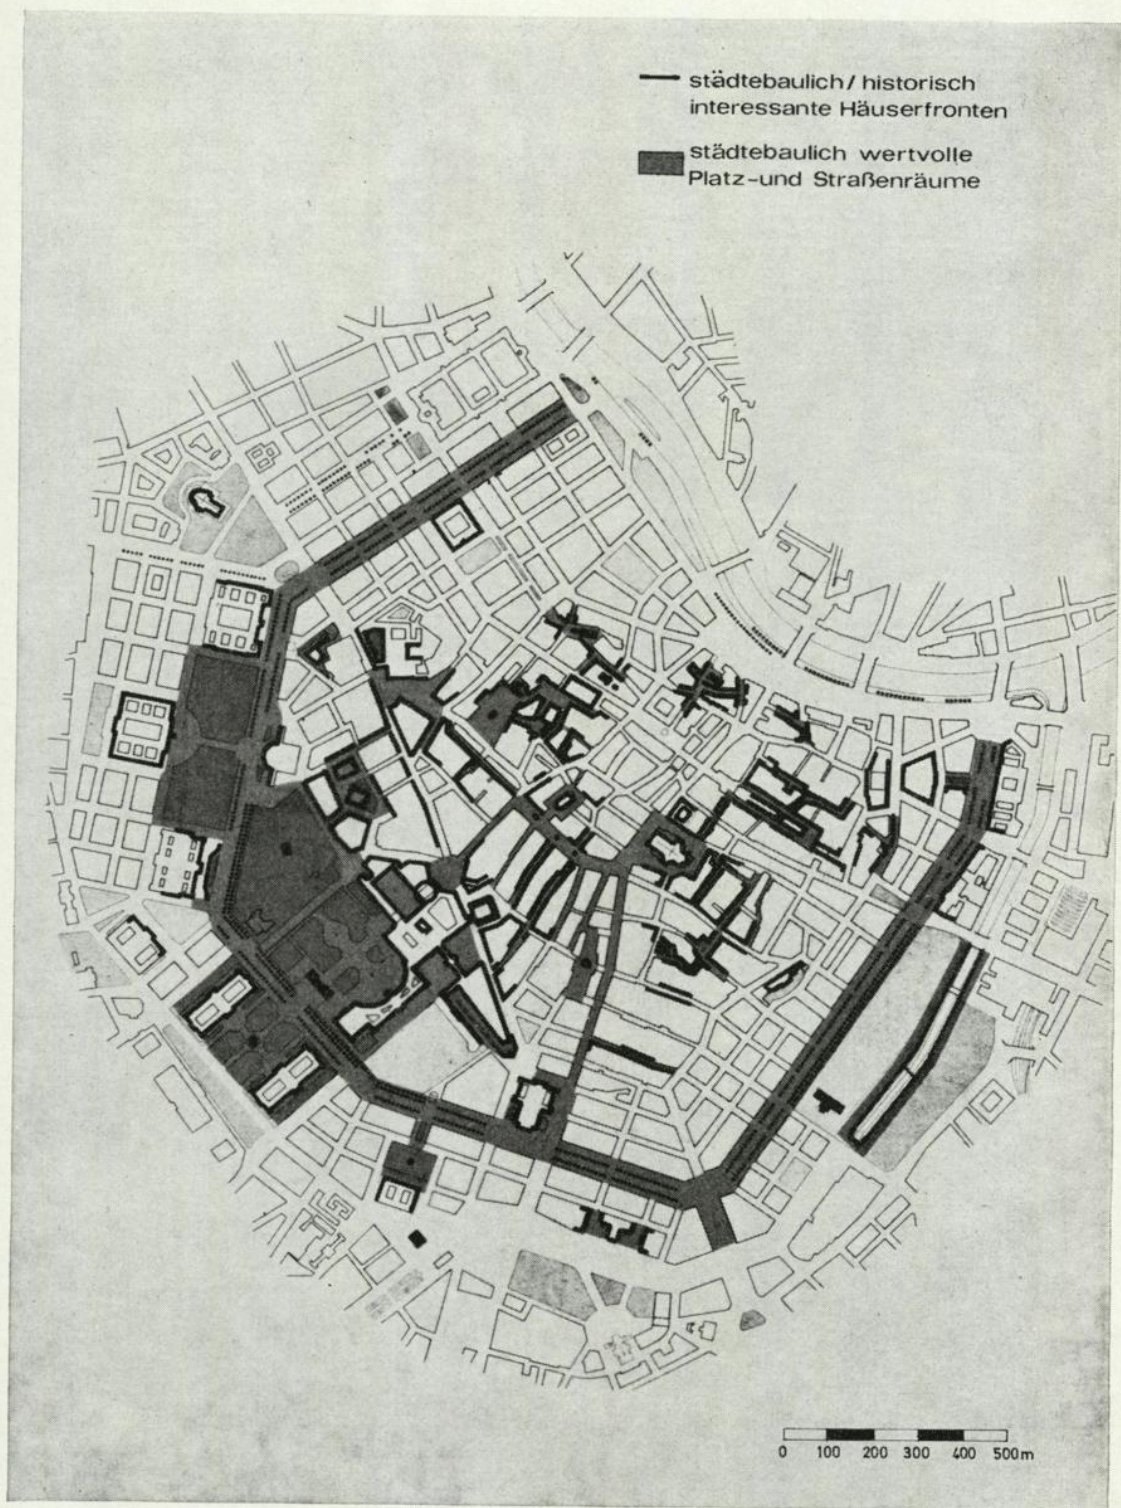 städtebaulich / historisch
interessante Häuserfronten
städtebaulich wertvolle
Platz-und Straßenräume
0 100 200 300 400 500m